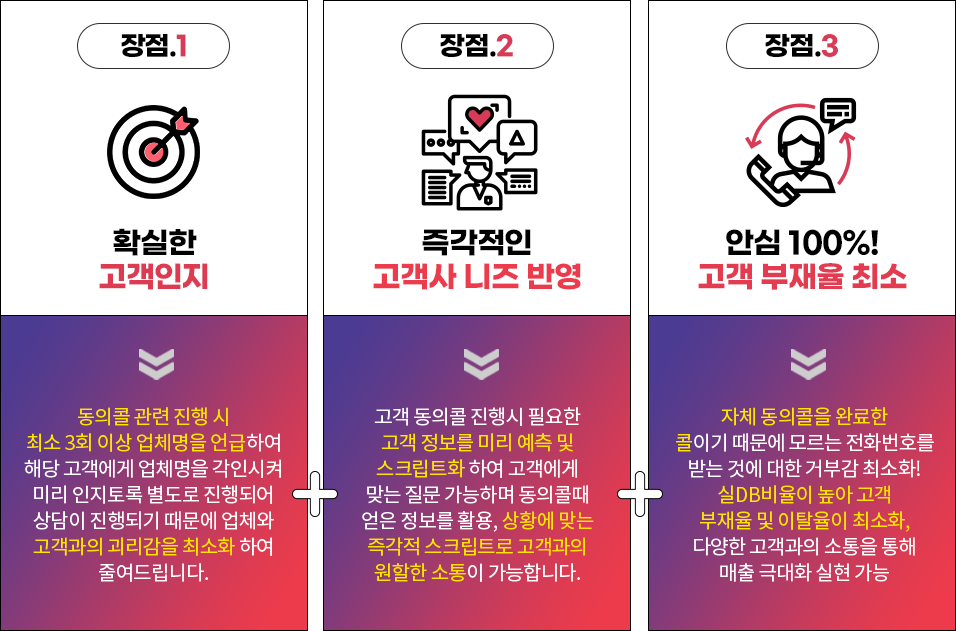 장점.1
확실한
고객인지
동의콜 관련 진행 시
최소 3회 이상 업체명을 언급하여
해당 고객에게 업체명을 각인시켜
미리 인지토록 별도로 진행되어
상담이 진행되기 때문에 업체와
고객과의 괴리감을 최소화 하여
줄여드립니다.
장점.2
즉각적인
고객사 니즈 반영
고객 동의콜 진행시 필요한
고객 정보를 미리 예측 및
스크립트화 하여 고객에게
맞는 질문 가능하며 동의콜때
얻은 정보를 활용, 상황에 맞는
즉각적 스크립트로 고객과의
원할한 소통이 가능합니다.
장점.3
안심 100%!
고객 부재율 최소
자체 동의콜을 완료한
콜이기 때문에 모르는 전화번호를
받는 것에 대한 거부감 최소화!
실DB비율이 높아 고객
부재율 및 이탈율이 최소화,
다양한 고객과의 소통을 통해
매출 극대화 실현 가능